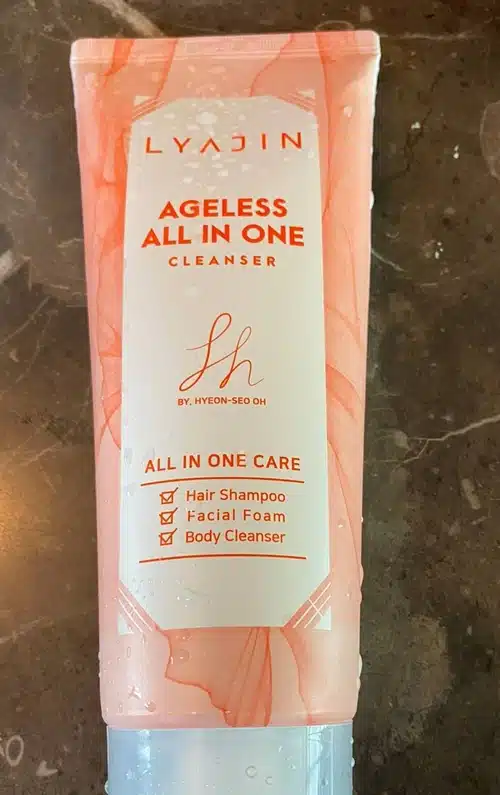 LYAJIN
AGELESS
ALL IN ONE
CLEANSER
Sh
BY. HYEON-SEO OH
ALL IN ONE CARE
Hair Shampoo
Facial Foam
Body Cleanser